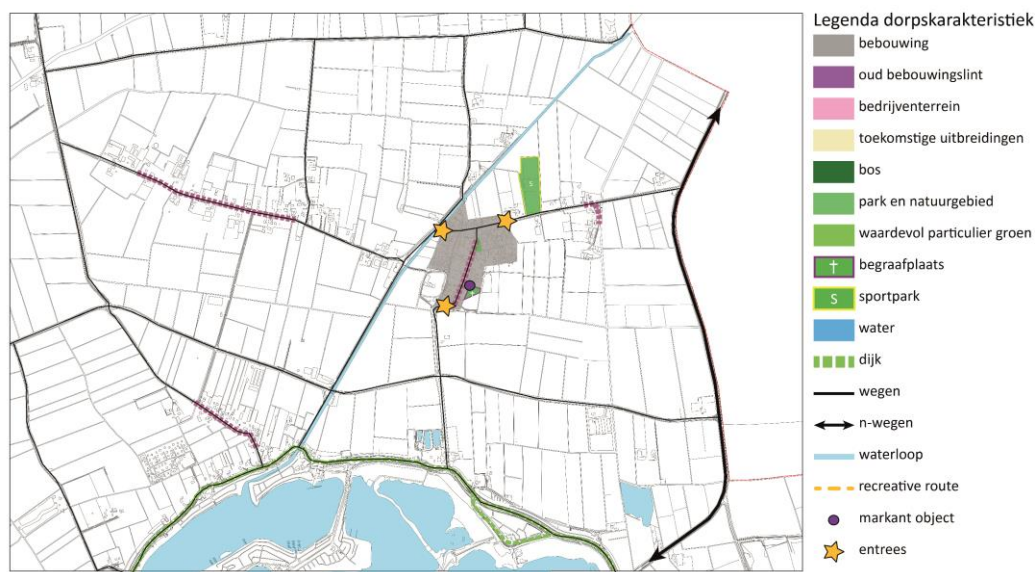 Legenda dorpskarakteristiek
bebouwing
oud bebouwingslint
bedrijventerrein
toekomstige uitbreidingen
bos
park en natuurgebied
waardevol particulier groen
begraafplaats
S
sportpark
water
dijk
wegen
n-wegen
waterloop
recreative route
markant object
entrees
S